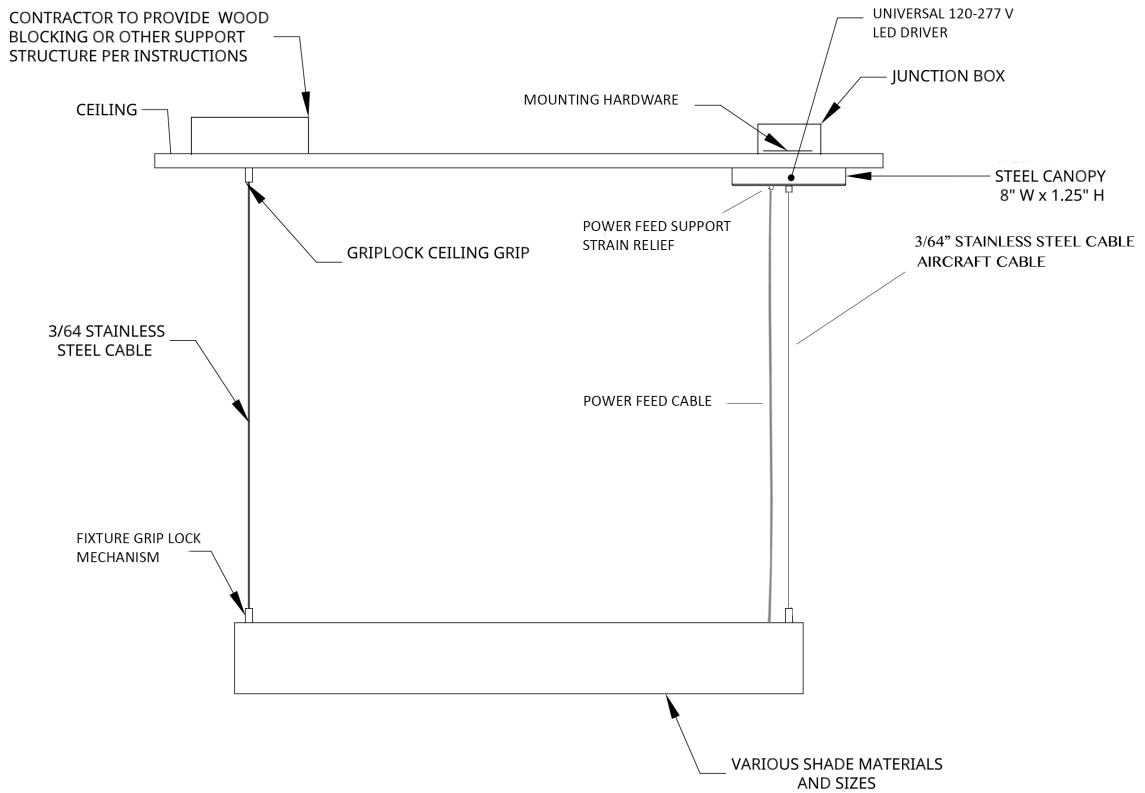 CONTRACTOR TO PROVIDE WOOD
BLOCKING OR OTHER SUPPORT
STRUCTURE PER INSTRUCTIONS
UNIVERSAL 120-277 V
LED DRIVER
JUNCTION BOX
MOUNTING HARDWARE
CEILING
STEEL CANOPY
8" W x 1.25" H
POWER FEED SUPPORT
STRAIN RELIEF
GRIPLOCK CEILING GRIP
3/64” STAINLESS STEEL CABLE
AIRCRAFT CABLE
3/64 STAINLESS
STEEL CABLE
POWER FEED CABLE
FIXTURE GRIP LOCK
MECHANISM
VARIOUS SHADE MATERIALS
AND SIZES